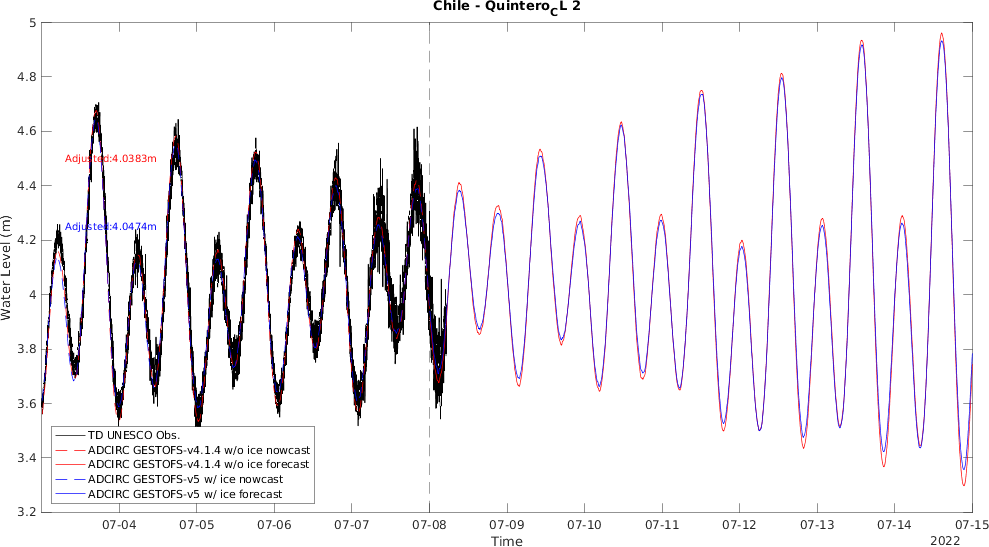 Chile - Quintero_CL 2
5
4.8
4.6
4.4
4.2
4
3.8
3.6
3.4
3.2
Water Level (m)
Adjusted:4.0383m
Adjusted:4.0474m
TD UNESCO Obs.
ADCIRC GESTOFS-v4.1.4 w/o ice nowcast
ADCIRC GESTOFS-v4.1.4 w/o ice forecast
ADCIRC GESTOFS-v5 w/ ice nowcast
ADCIRC GESTOFS-v5 w/ ice forecast
07-04 07-05 07-06 07-07 07-08 07-09 07-10 07-11 07-12 07-13 07-14 07-15
Time
2022